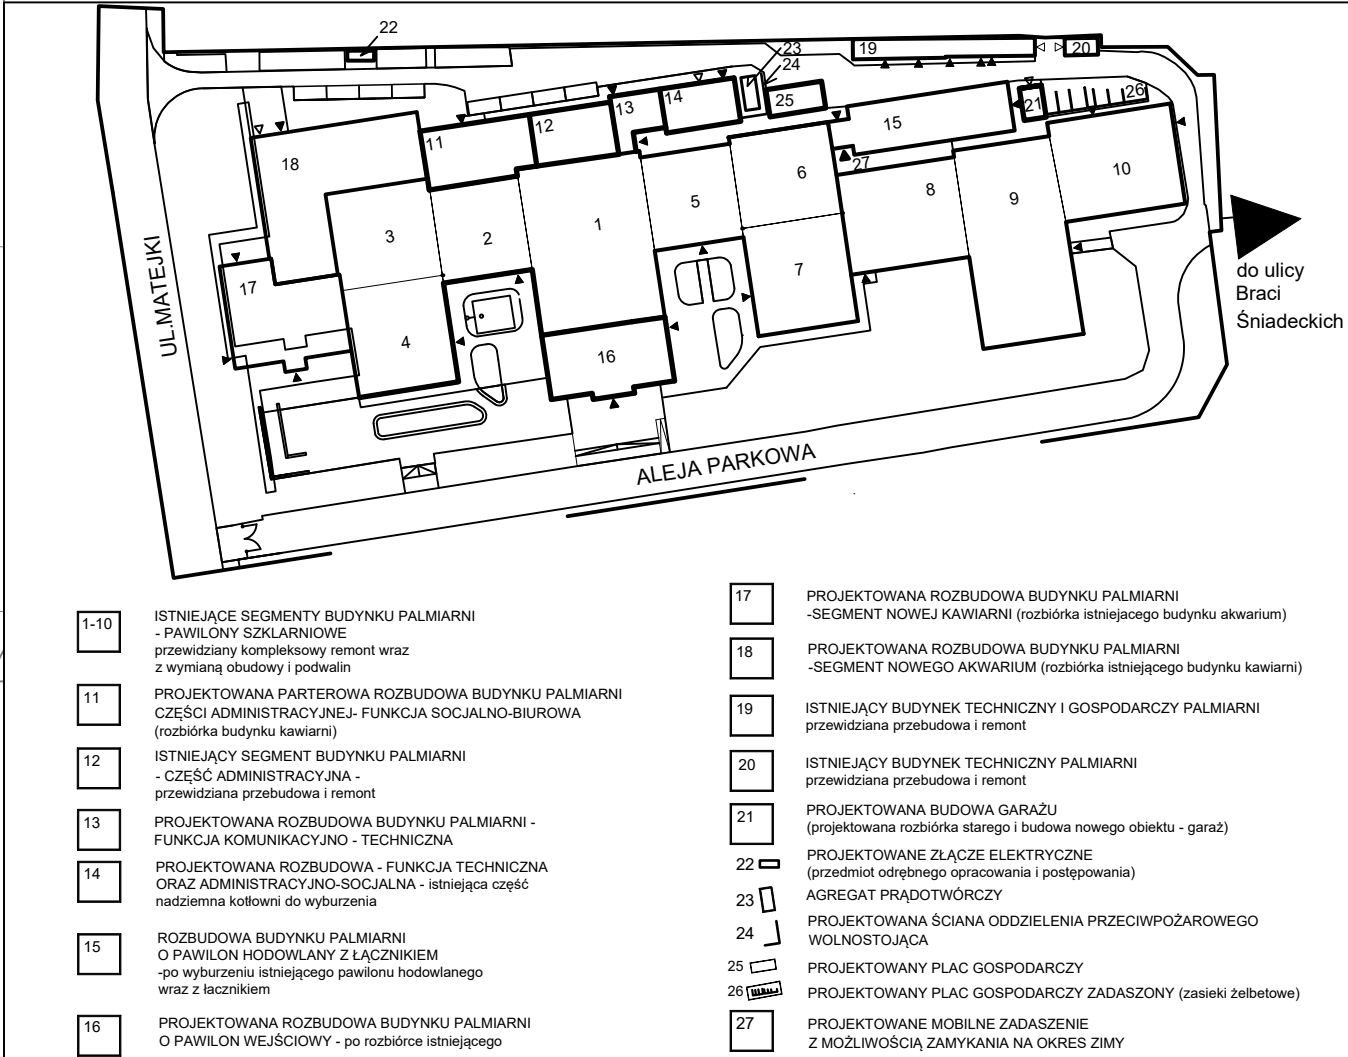 22
23
24
19
20
25
26
21
14
13
12
11
15
18
27
6
10
8
9
5
1
2
3
7
17
4
16
UL.MATEJKI
ALEJA PARKOWA
do ulicy
Braci
Śniadeckich
1-10
ISTNIEJĄCE SEGMENTY BUDYNKU PALMIARNI
- PAWILONY SZKLARNIOWE
przewidziany kompleksowy remont wraz
z wymianą obudowy i podwalin
11
PROJEKTOWANA PARTEROWA ROZBUDOWA BUDYNKU PALMIARNI
CZĘŚCI ADMINISTRACYJNEJ- FUNKCJA SOCJALNO-BIUROWA
(rozbiórka budynku kawiarni)
12
ISTNIEJĄCY SEGMENT BUDYNKU PALMIARNI
- CZĘŚĆ ADMINISTRACYJNA -
przewidziana przebudowa i remont
13
PROJEKTOWANA ROZBUDOWA BUDYNKU PALMIARNI -
FUNKCJA KOMUNIKACYJNO - TECHNICZNA
14
PROJEKTOWANA ROZBUDOWA - FUNKCJA TECHNICZNA
ORAZ ADMINISTRACYJNO-SOCJALNA - istniejąca część
nadziemna kotłowni do wyburzenia
15
ROZBUDOWA BUDYNKU PALMIARNI
O PAWILON HODOWLANY Z ŁĄCZNIKIEM
-po wyburzeniu istniejącego pawilonu hodowlanego
wraz z łacznikiem
16
PROJEKTOWANA ROZBUDOWA BUDYNKU PALMIARNI
O PAWILON WEJŚCIOWY - po rozbiórce istniejącego
17
PROJEKTOWANA ROZBUDOWA BUDYNKU PALMIARNI
-SEGMENT NOWEJ KAWIARNI (rozbiórka istniejacego budynku akwarium)
18
PROJEKTOWANA ROZBUDOWA BUDYNKU PALMIARNI
-SEGMENT NOWEGO AKWARIUM (rozbiórka istniejącego budynku kawiarni)
19
ISTNIEJĄCY BUDYNEK TECHNICZNY I GOSPODARCZY PALMIARNI
przewidziana przebudowa i remont
20
ISTNIEJĄCY BUDYNEK TECHNICZNY PALMIARNI
przewidziana przebudowa i remont
21
PROJEKTOWANA BUDOWA GARAŻU
(projektowana rozbiórka starego i budowa nowego obiektu - garaż)
22
PROJEKTOWANE ZŁĄCZE ELEKTRYCZNE
(przedmiot odrębnego opracowania i postępowania)
23
AGREGAT PRĄDOTWÓRCZY
24
PROJEKTOWANA ŚCIANA ODDZIELENIA PRZECIWPOŻAROWEGO
WOLNOSTOJĄCA
25
PROJEKTOWANY PLAC GOSPODARCZY
26
PROJEKTOWANY PLAC GOSPODARCZY ZADASZONY (zasieki żelbetowe)
27
PROJEKTOWANE MOBILNE ZADASZENIE
Z MOŻLIWOŚCIĄ ZAMYKANIA NA OKRES ZIMY